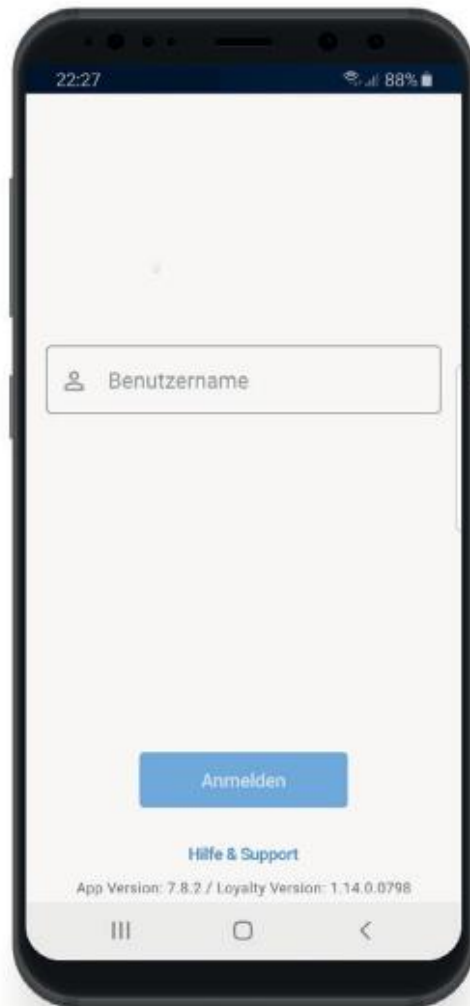 22:27 88%
Benutzername
Anmelden
Hilfe & Support
App Version: 7.8.2 / Loyalty Version: 1.14.0.0798